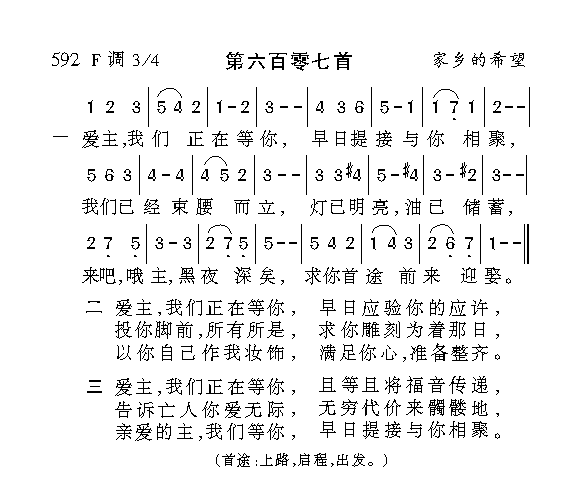 592 F 调 3/4 第六百零七首 家乡的希望
1 2 3|5 4 2|1-2|3--|4 3 6|5-1|1 7 1|2--|
一 爱主,我们 正在等你, 早日提接与你 相聚,
5 6 3|4-4|4 5 2|3--|3 3 #4|5-#4|3-#2|3--|
我们已经束腰 而立, 灯已明亮,油已 储蓄,
2 7 5|3-3|2 7 5|5--|5 4 2|1 4 3|2 6 7|1--‖
来吧,哦主,黑夜 深矣, 求你首途 前来 迎娶。
二 爱主,我们正在等你, 早日应验你的应许,
投你脚前,所有所是, 求你雕刻为着那日,
以你自己作我妆饰, 满足你心,准备整齐。
三 爱主,我们正在等你, 且等且将福音传递,
告诉亡人你爱无际, 无穷代价来髑髅地,
亲爱的主,我们等你, 早日提接与你相聚。
(首途:上路,启程,出发。)